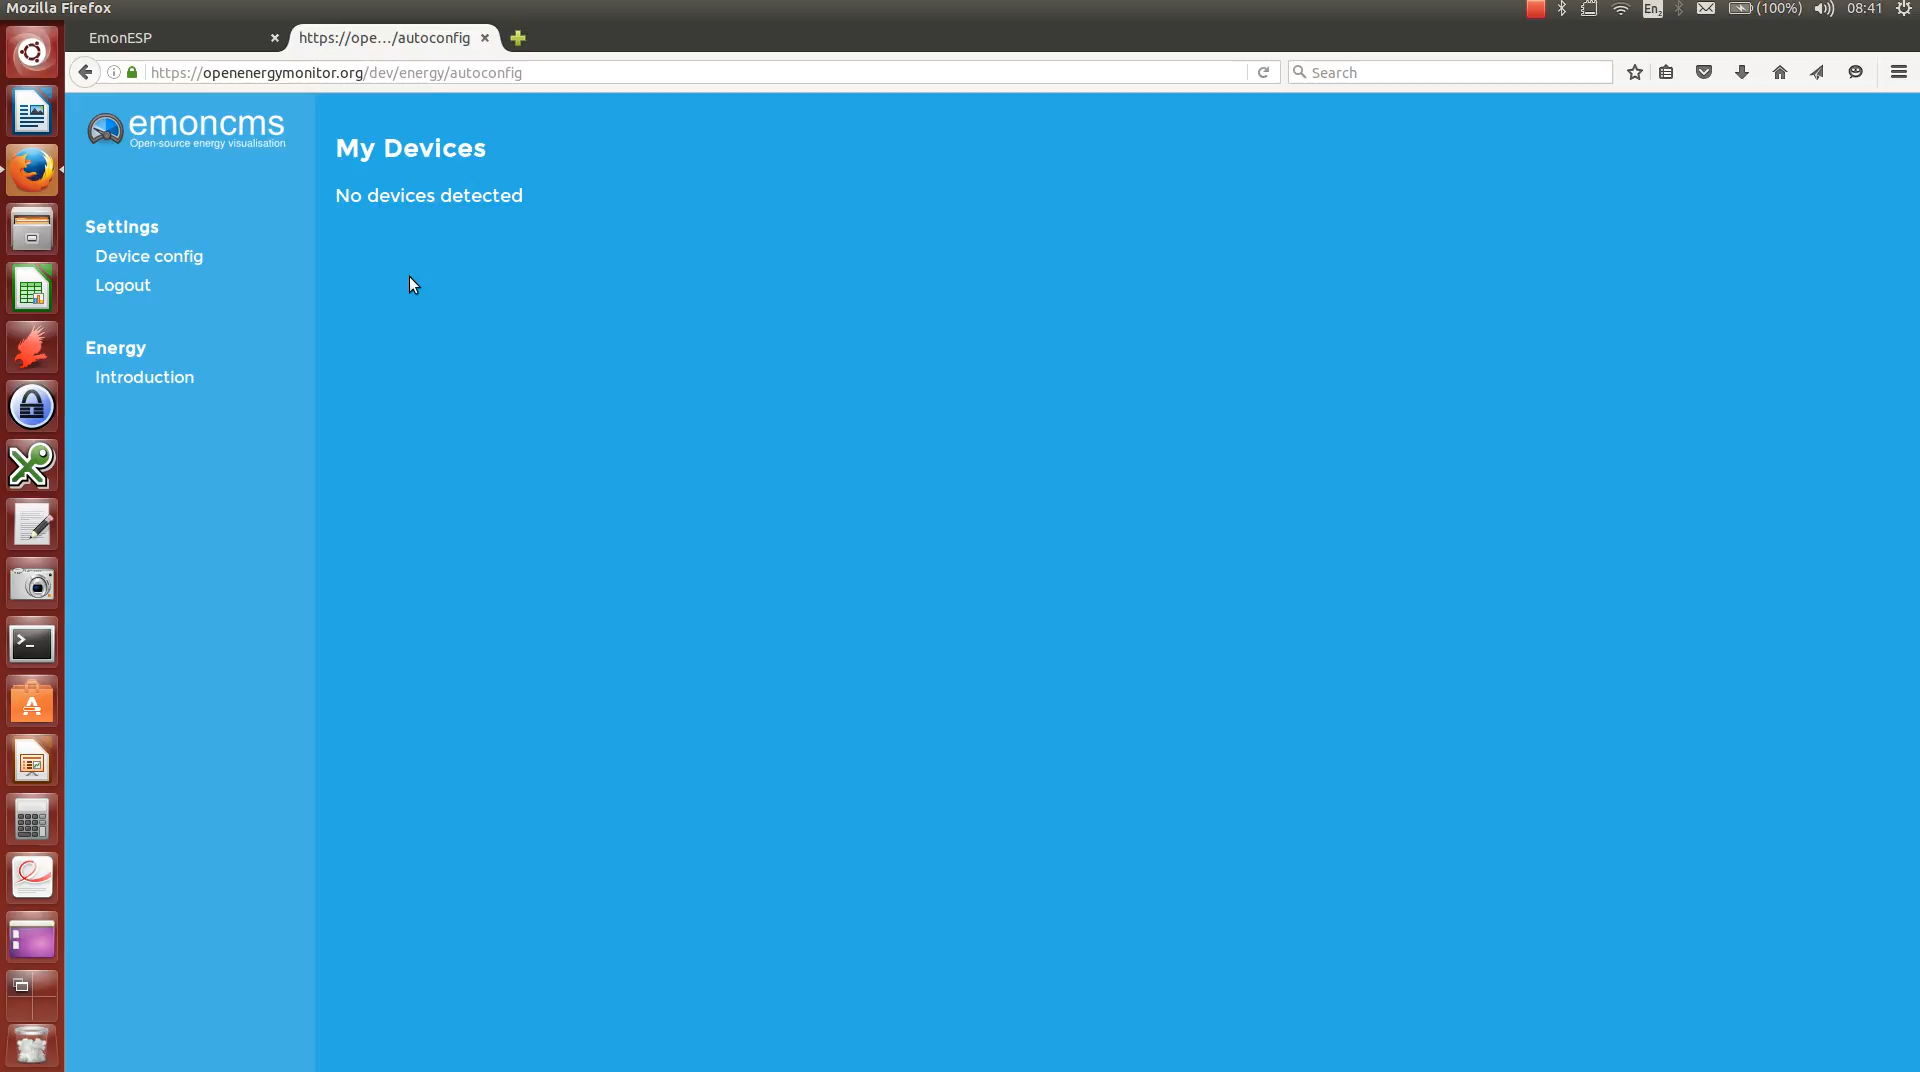 Mozilla Firefox
En2
(100%)
08:41
EmonESP
https://ope.../autoconfig
https://openenergymonitor.org/dev/energy/autoconfig
Search
emoncms
Open-source energy visualisation
My Devices
No devices detected
Settings
Device config
Logout
Energy
Introduction